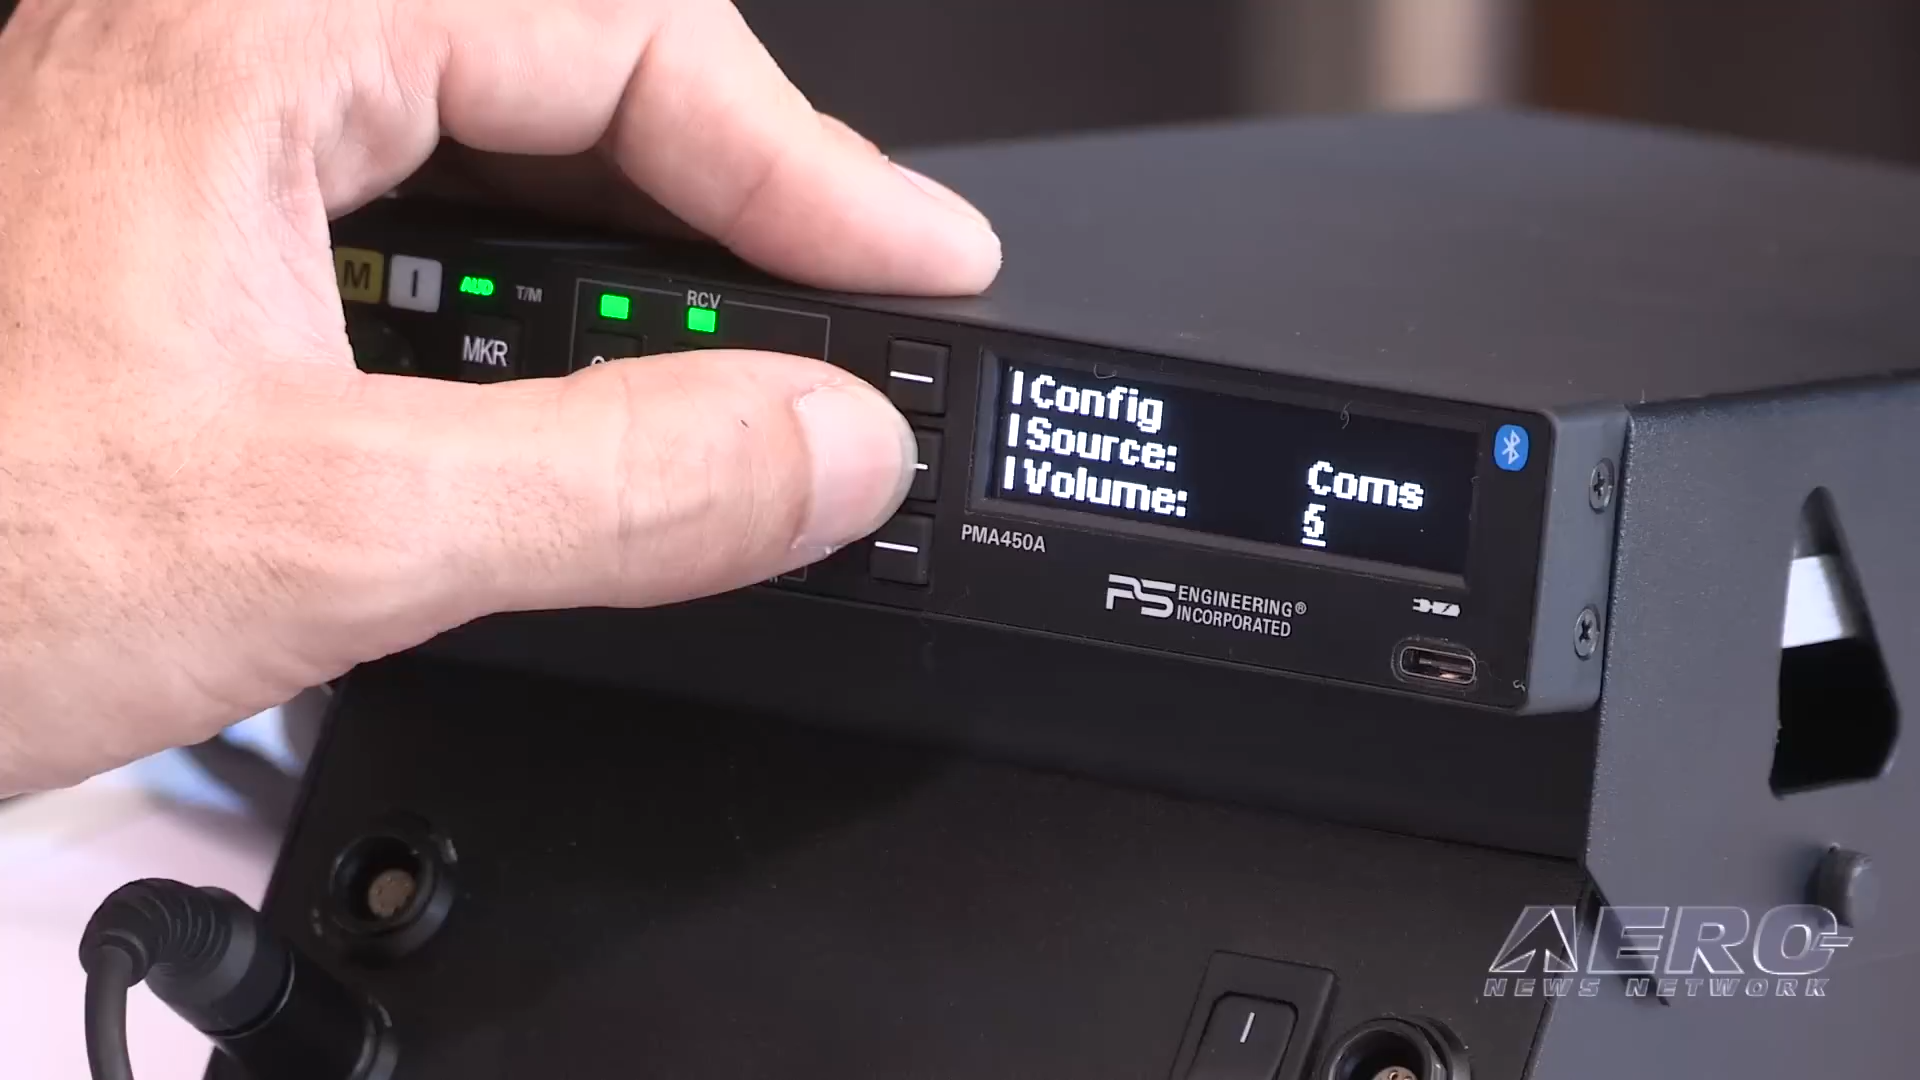 M I AUD T/M
MKR
RCV
Config
Source: Coms
Volume: 5
PMA450A
PS ENGINEERING®
INCORPORATED
AERO
NEWS NETWORK